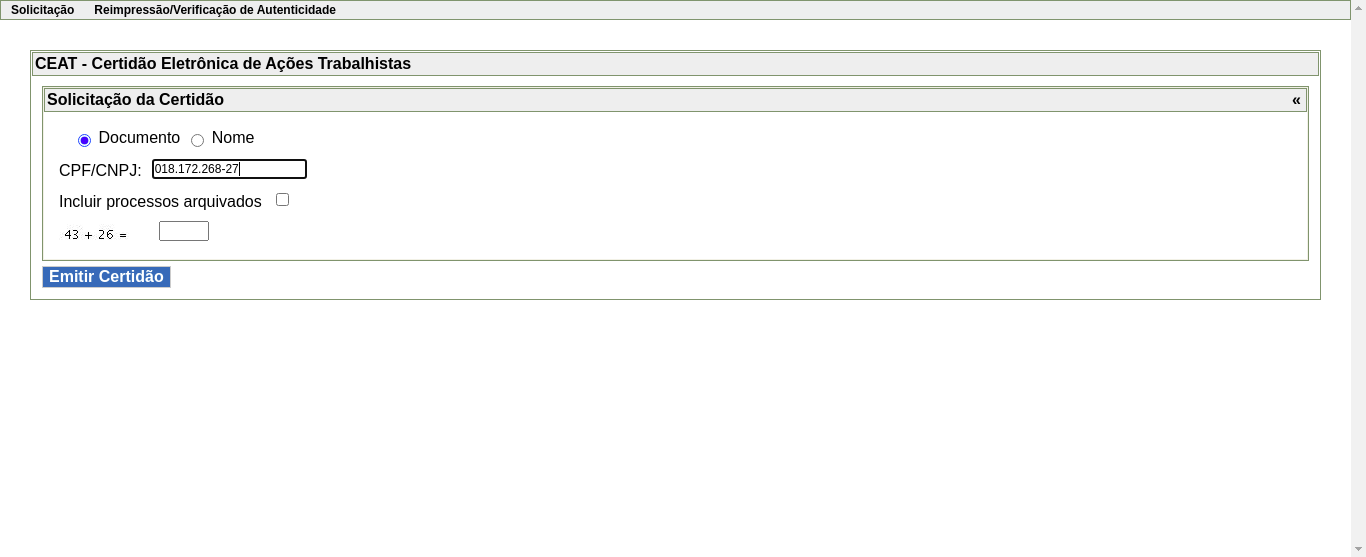 Solicitação Reimpressão/Verificação de Autenticidade
CEAT - Certidão Eletrônica de Ações Trabalhistas
Solicitação da Certidão «
Documento Nome
CPF/CNPJ: 018.172.268-27
Incluir processos arquivados
43 + 26 =
Emitir Certidão